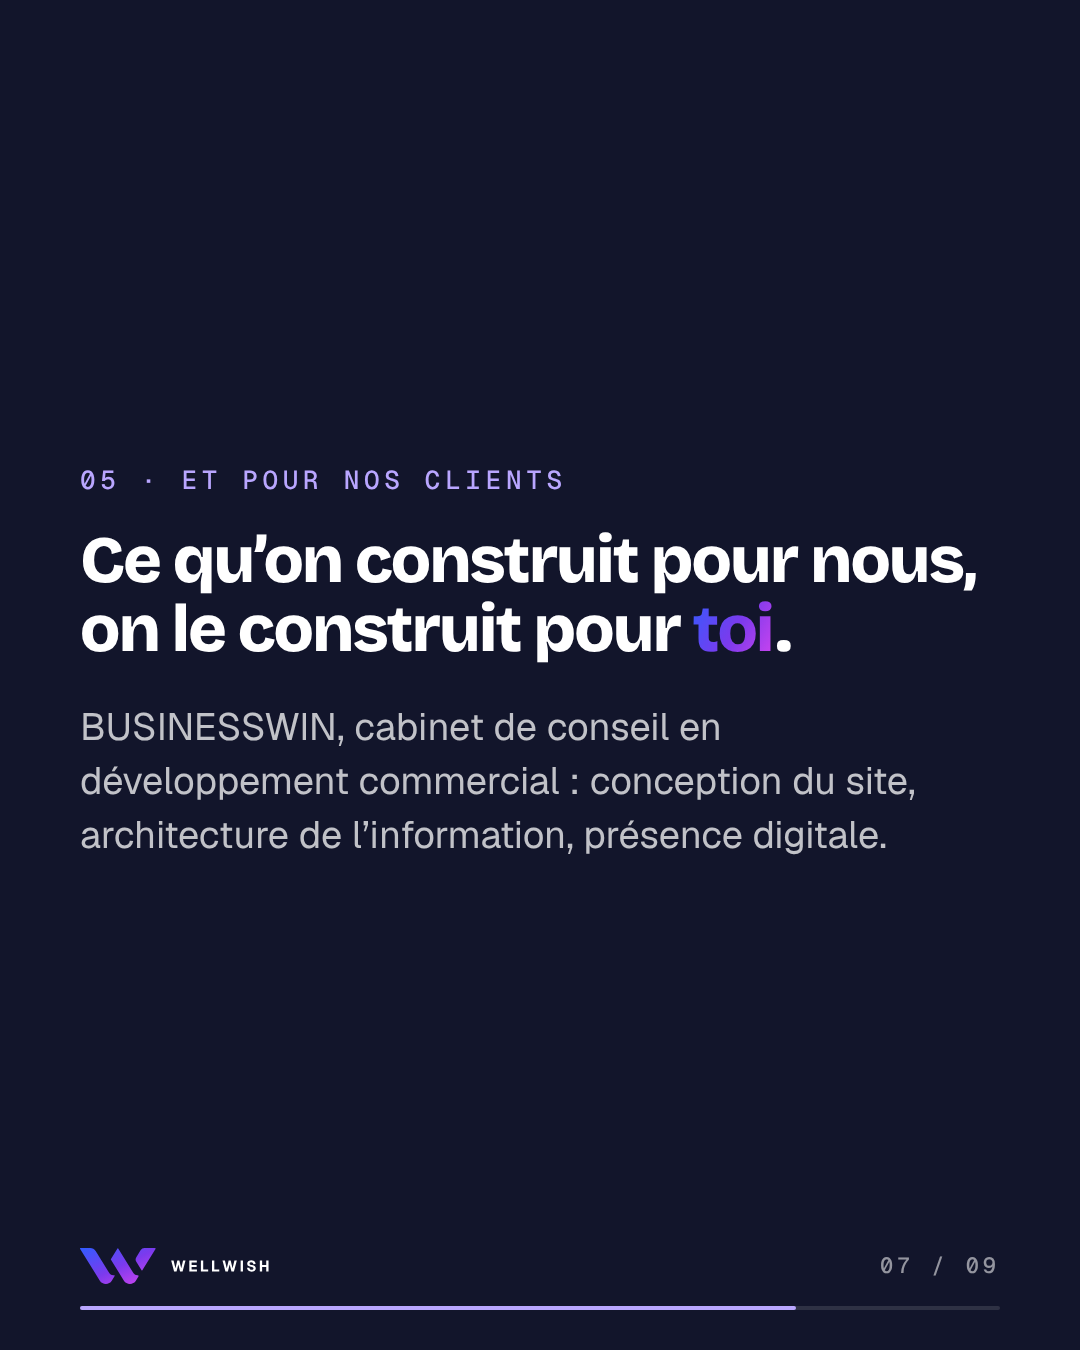 05 · ET POUR NOS CLIENTS
Ce qu’on construit pour nous,
on le construit pour toi.
BUSINESSWIN, cabinet de conseil en
développement commercial : conception du site,
architecture de l’information, présence digitale.
WELLWISH
07 / 09